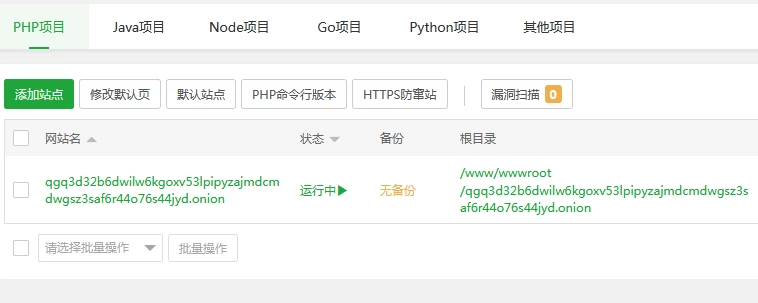 PHP项目 Java项目 Node项目 Go项目 Python项目 其他项目
添加站点 修改默认页 默认站点 PHP命令行版本 HTTPS防窜站 漏洞扫描 0
网站名 状态 备份 根目录
qgq3d32b6dwilw6kgoxv53lpipyzajmdcm
dwgsz3saf6r44o76s44jyd.onion
运行中
无备份
/www/wwwroot
/qgq3d32b6dwilw6kgoxv53lpipyzajmdcmdwgsz3s
af6r44o76s44jyd.onion
请选择批量操作 批量操作